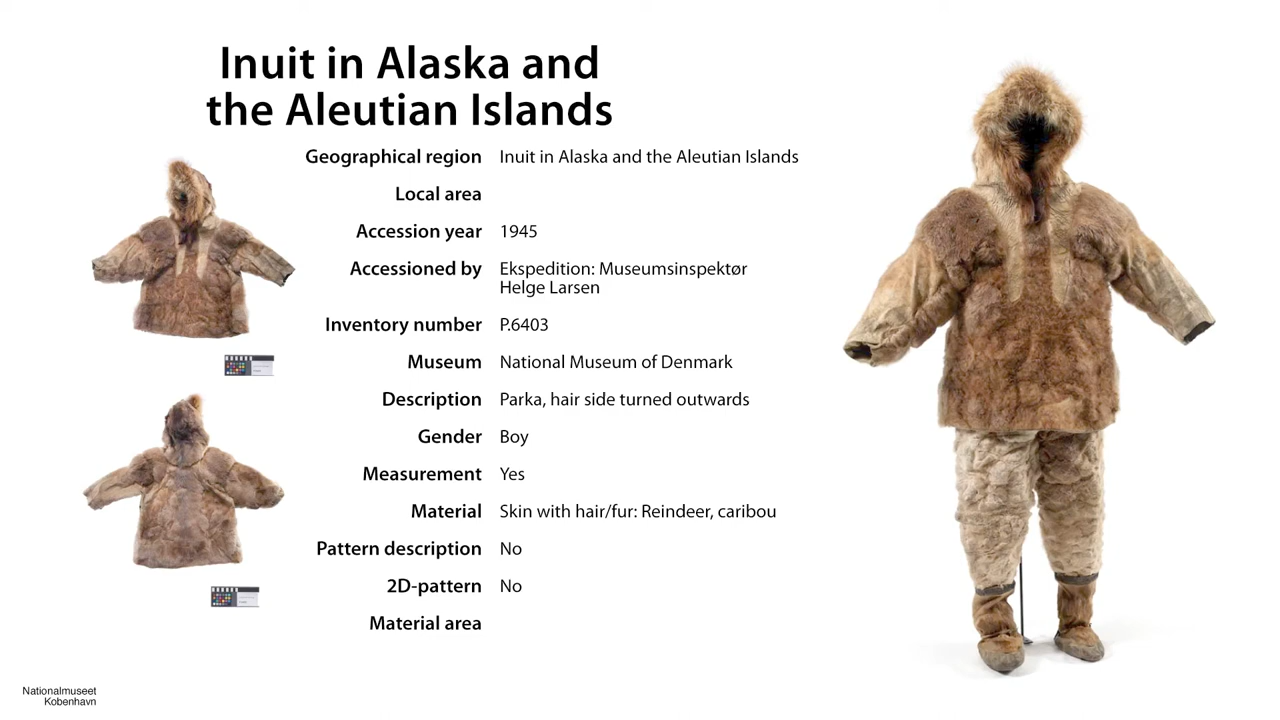 Inuit in Alaska and
the Aleutian Islands
Geographical region Inuit in Alaska and the Aleutian Islands
Local area
Accession year 1945
Accessioned by Ekspedition: Museumsinspektør
Helge Larsen
Inventory number P.6403
Museum National Museum of Denmark
Description Parka, hair side turned outwards
Gender Boy
Measurement Yes
Material Skin with hair/fur: Reindeer, caribou
Pattern description No
2D-pattern No
Material area
Nationalmuseet
Kobenhavn